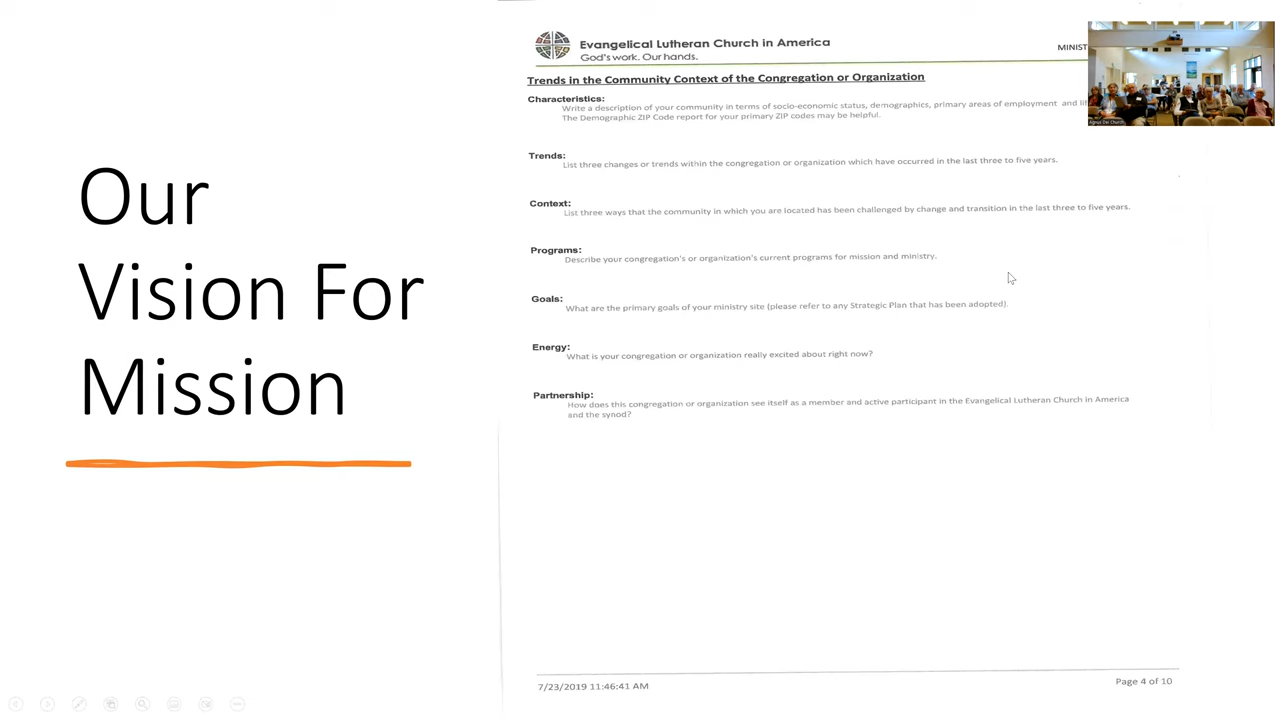 Our
Vision For
Mission
Evangelical Lutheran Church in America
God's work. Our hands.
Trends in the Community Context of the Congregation or Organization
Characteristics:
Write a description of your community in terms of socio-economic status, demographics, primary areas of employment and
The Demographic ZIP Code report for your primary ZIP codes may be helpful.
Trends:
List three changes or trends within the congregation or organization which have occurred in the last three to five years.
Context:
List three ways that the community in which you are located has been challenged by change and transition in the last three to five years.
Programs:
Describe your congregation's or organization's current programs for mission and ministry.
Goals:
What are the primary goals of your ministry site (please refer to any Strategic Plan that has been adopted).
Energy:
What is your congregation or organization really excited about right now?
Partnership:
How does this congregation or organization see itself as a member and active participant in the Evangelical Lutheran Church in America
and the synod?
7/23/2019 11:46:41 AM
Page 4 of 10
Agnus Dei Church